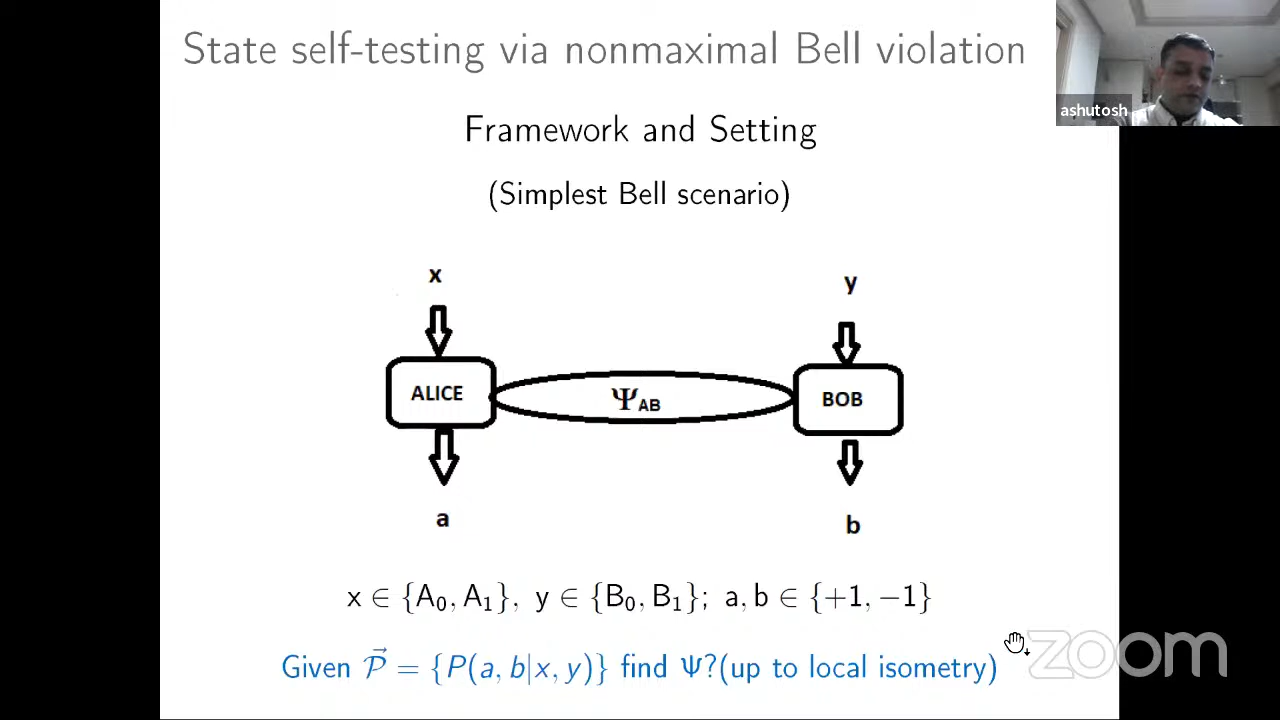 State self-testing via nonmaximal Bell violation
ashutosh
Framework and Setting
(Simplest Bell scenario)
x
y
ALICE
Ψ_AB
BOB
a
b
x ∈ {A₀, A₁}, y ∈ {B₀, B₁}; a, b ∈ {+1, −1}
Given 𝒫⃗ = {P(a, b|x, y)} find Ψ?(up to local isometry)
zoom